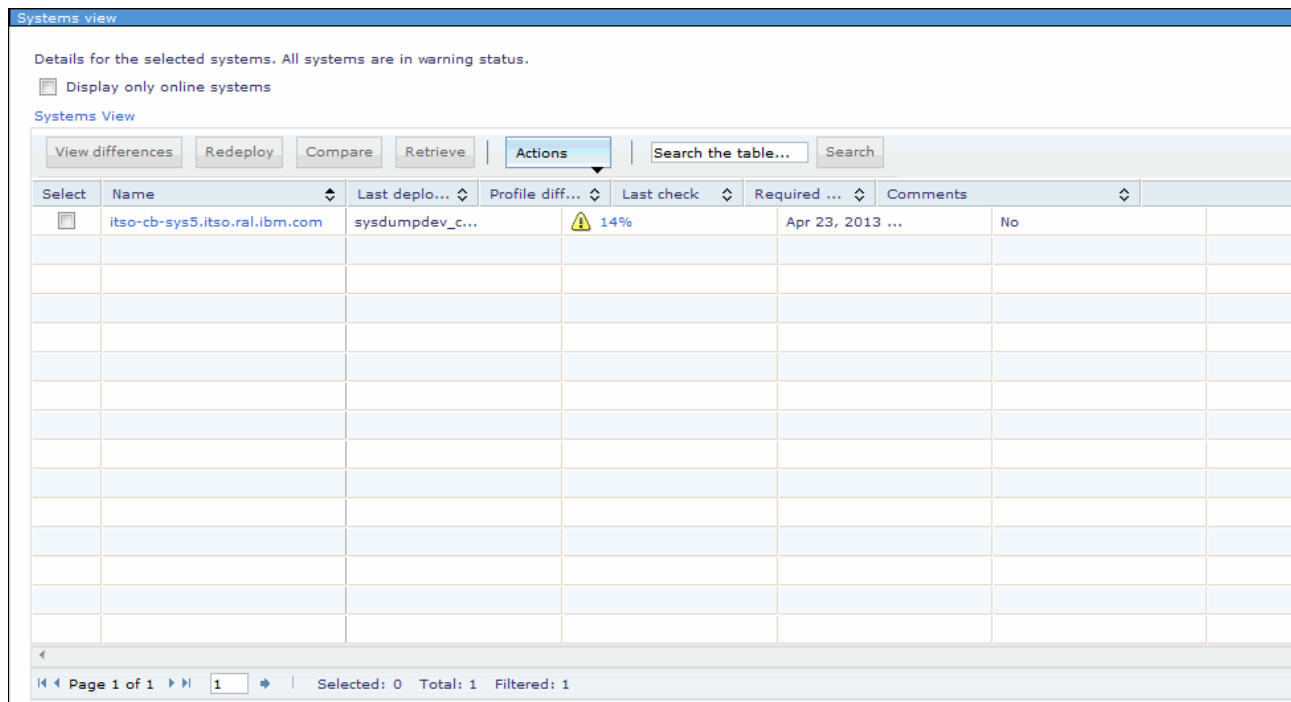 Systems view
Details for the selected systems. All systems are in warning status.
Display only online systems
Systems View
View differences Redeploy Compare Retrieve Actions Search the table... Search
Select Name Last deplo... Profile diff... Last check Required ... Comments
itso-cb-sys5.itso.ral.ibm.com sysdumpdev_c... 14% Apr 23, 2013 ... No
Page 1 of 1 1 Selected: 0 Total: 1 Filtered: 1